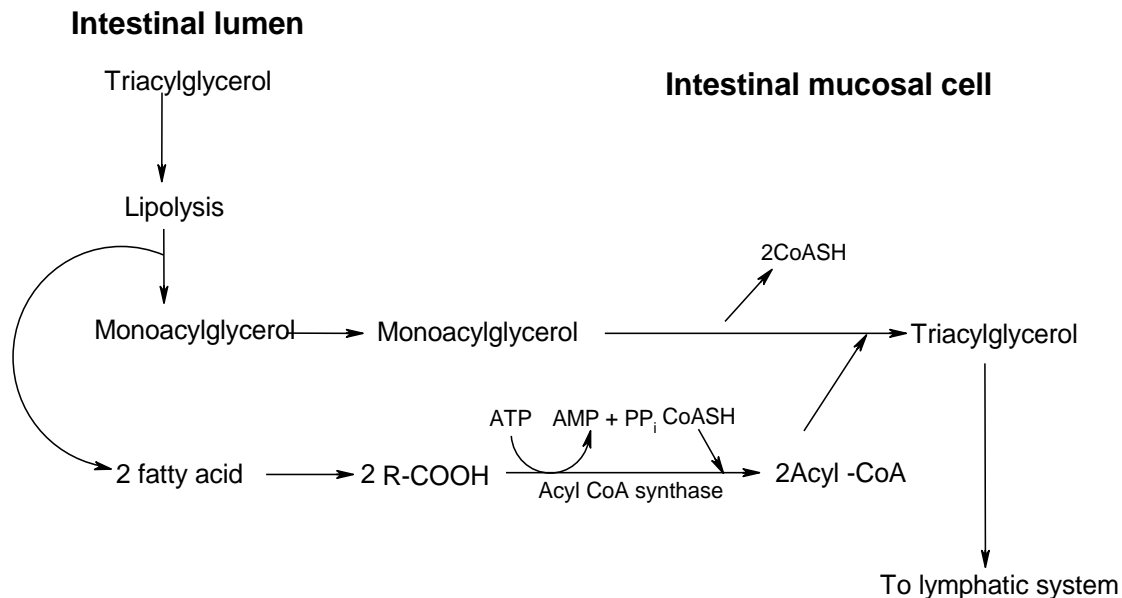 Intestinal lumen
Triacylglycerol
Intestinal mucosal cell
Lipolysis
2CoASH
Monoacylglycerol
Monoacylglycerol
Triacylglycerol
ATP
AMP + PPi
CoASH
2 fatty acid
2 R-COOH
Acyl CoA synthase
2Acyl -CoA
To lymphatic system